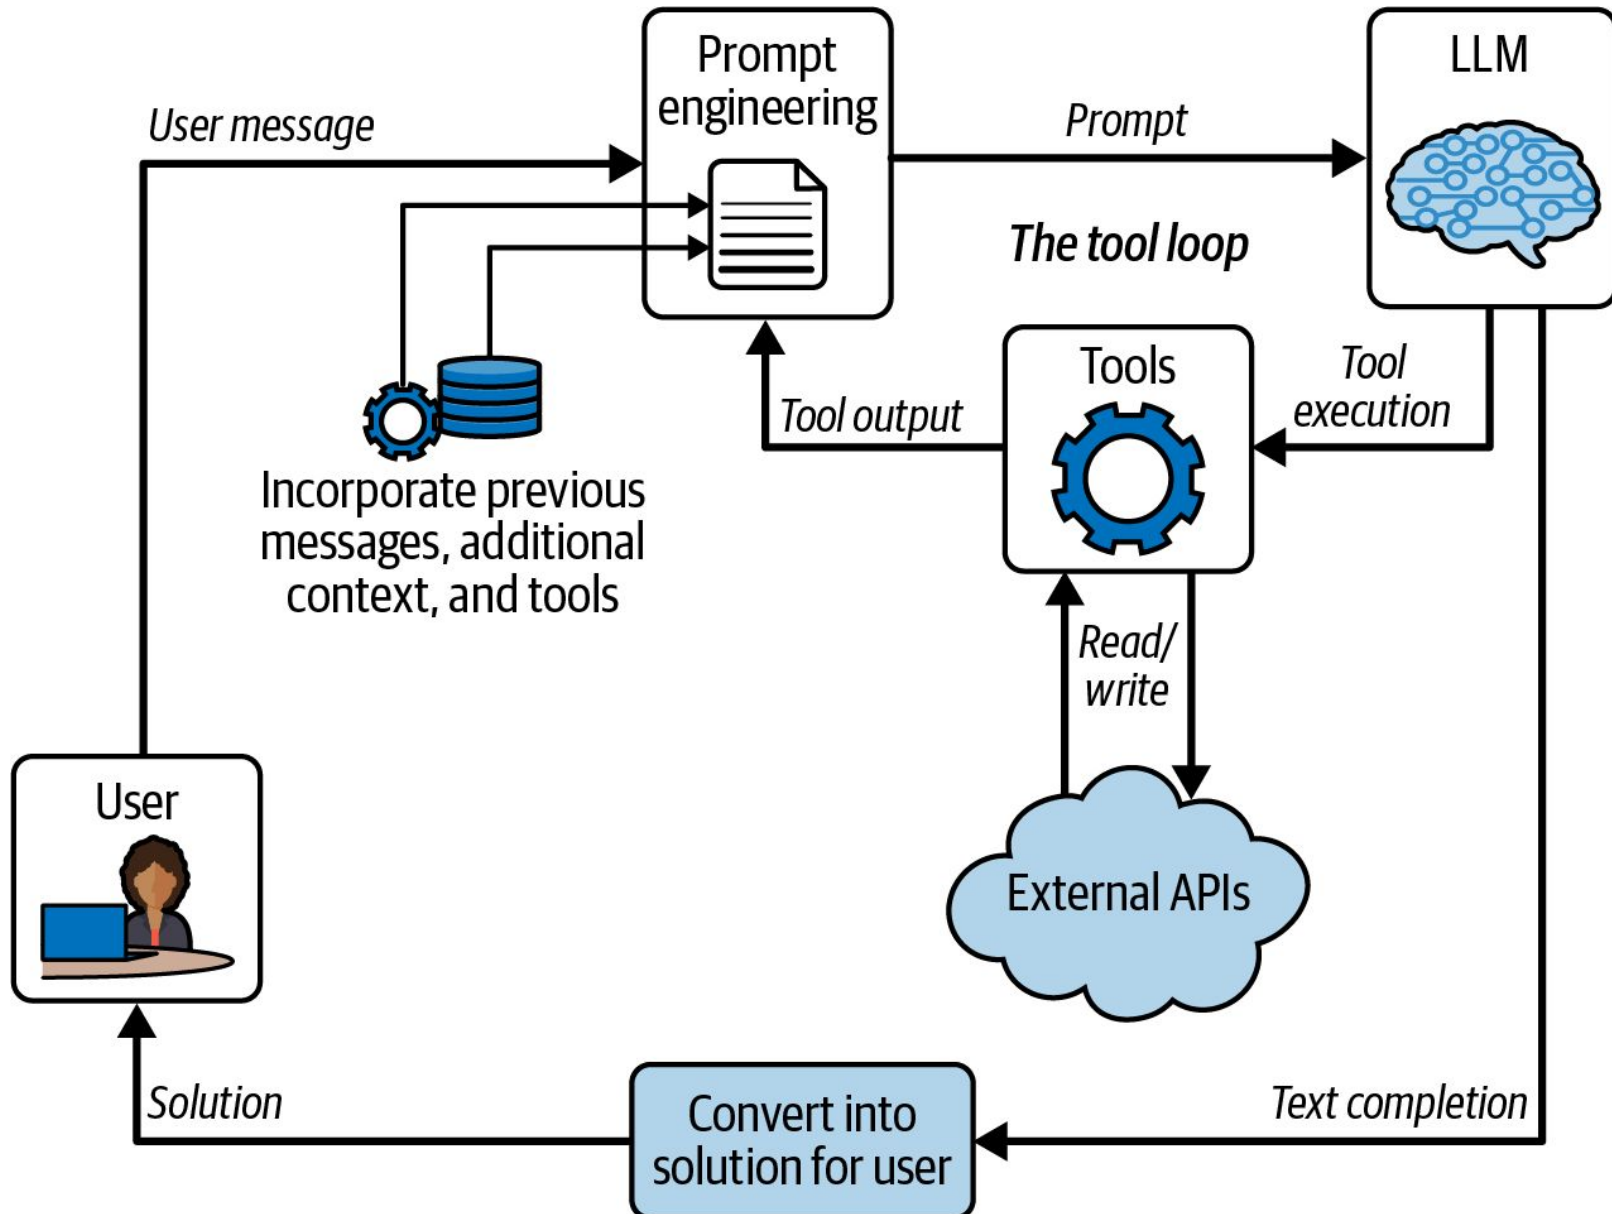 Prompt
engineering
LLM
User message
Prompt
The tool loop
Tools
Tool
execution
Tool output
Incorporate previous
messages, additional
context, and tools
Read/
write
User
External APIs
Solution
Convert into
solution for user
Text completion